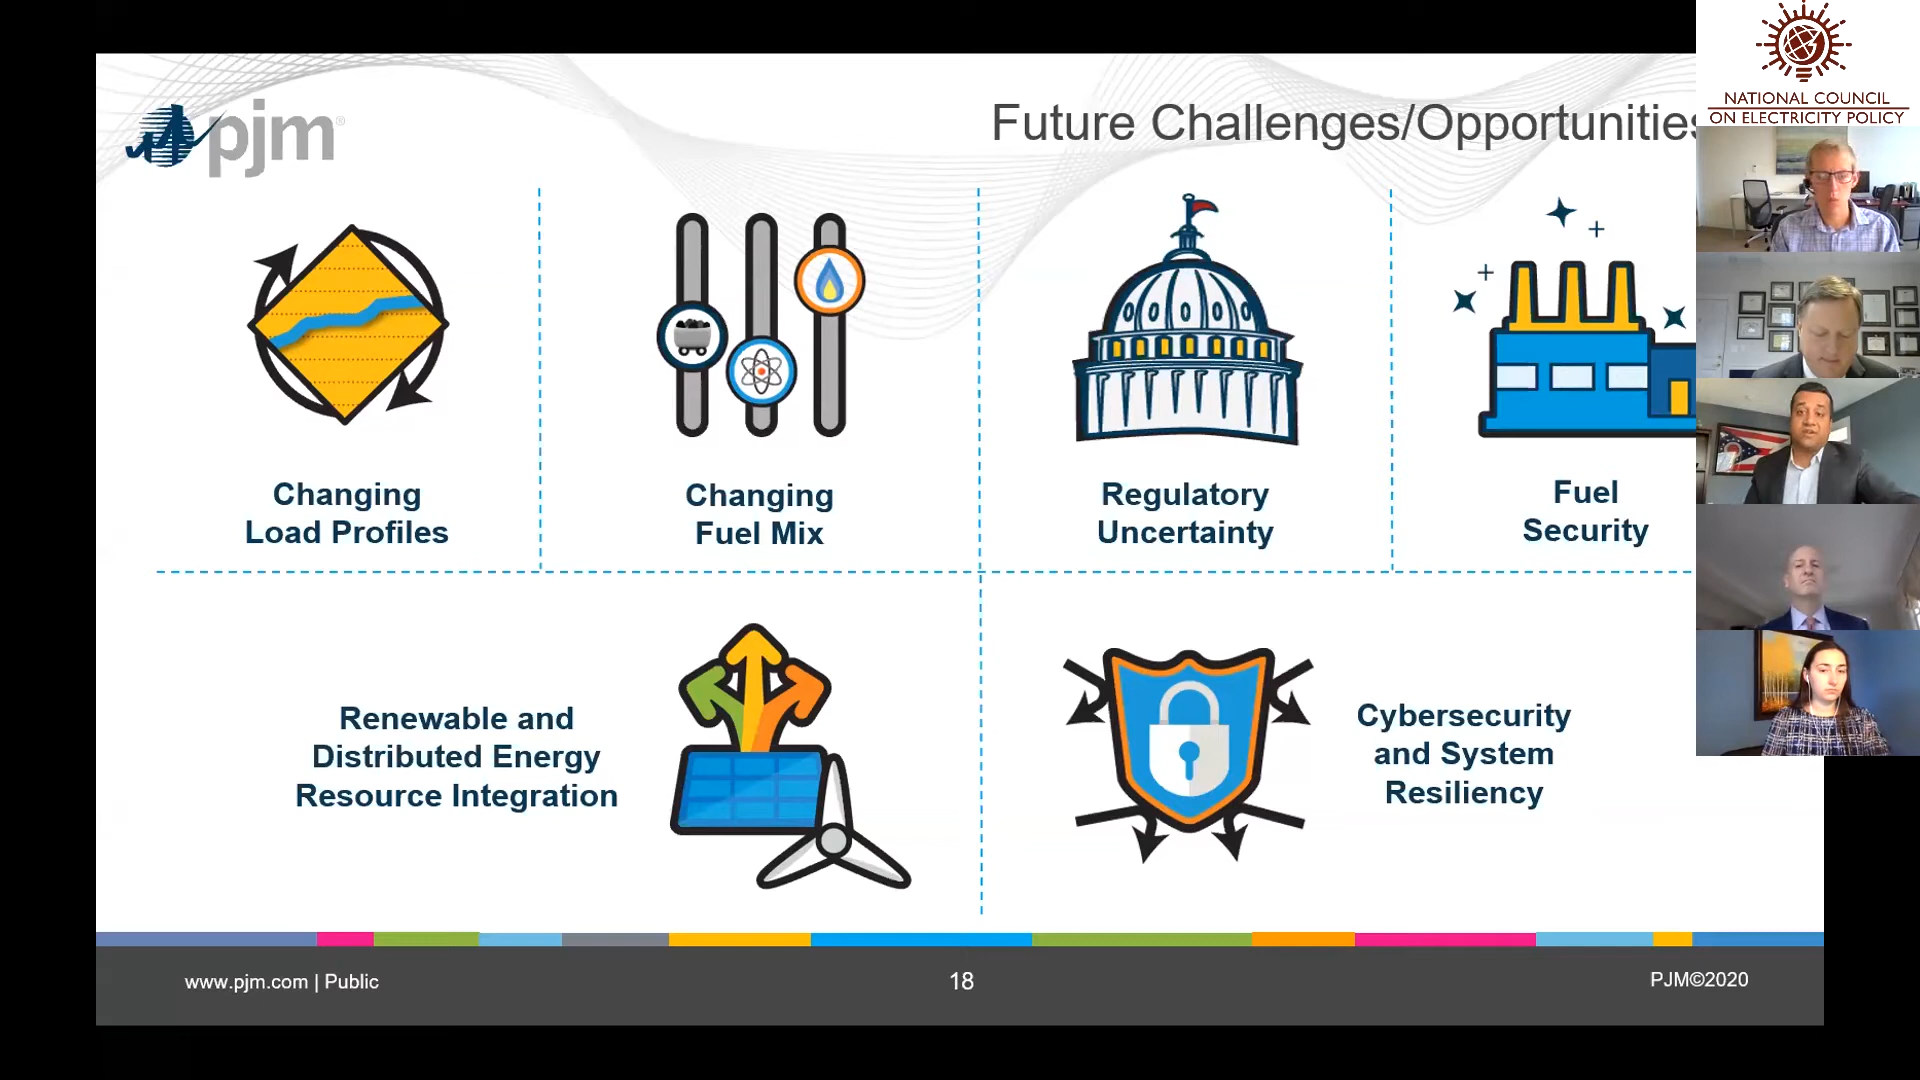 pjm®
Future Challenges/Opportunities
NATIONAL COUNCIL
ON ELECTRICITY POLICY
Changing
Load Profiles
Changing
Fuel Mix
Regulatory
Uncertainty
Fuel
Security
Renewable and
Distributed Energy
Resource Integration
Cybersecurity
and System
Resiliency
www.pjm.com | Public
18
PJM©2020